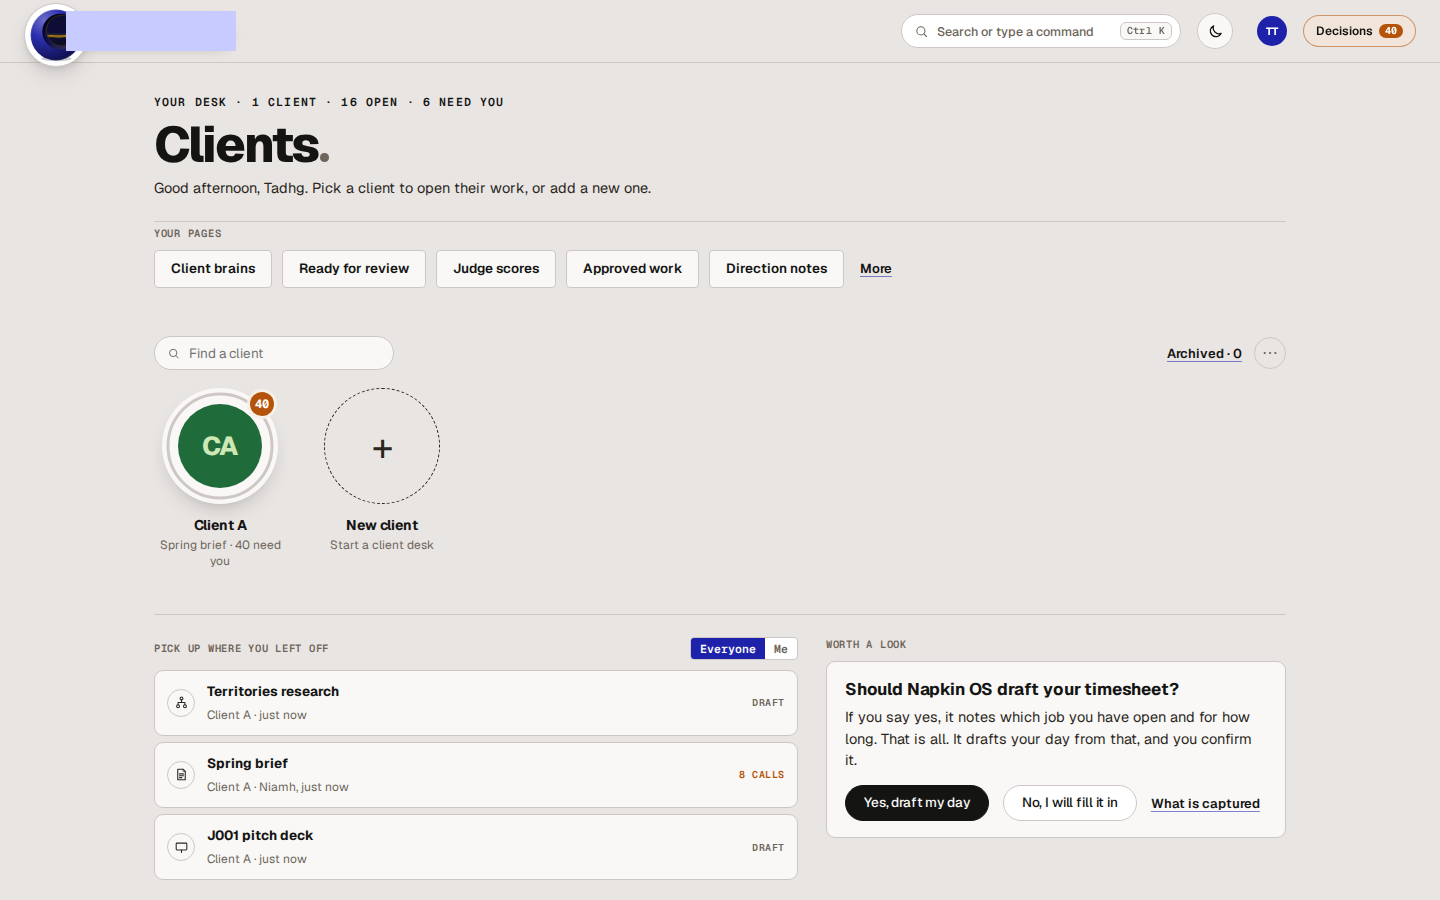 Search or type a command
Ctrl K
TT
Decisions 40
YOUR DESK · 1 CLIENT · 16 OPEN · 6 NEED YOU
Clients.
Good afternoon, Tadhg. Pick a client to open their work, or add a new one.
YOUR PAGES
Client brains
Ready for review
Judge scores
Approved work
Direction notes
More
Find a client
Archived · 0
40
CA
Client A
Spring brief · 40 need
you
+
New client
Start a client desk
PICK UP WHERE YOU LEFT OFF
Everyone
Me
Territories research
Client A · just now
DRAFT
Spring brief
Client A · Niamh, just now
8 CALLS
J001 pitch deck
Client A · just now
DRAFT
WORTH A LOOK
Should Napkin OS draft your timesheet?
If you say yes, it notes which job you have open and for how
long. That is all. It drafts your day from that, and you confirm
it.
Yes, draft my day
No, I will fill it in
What is captured